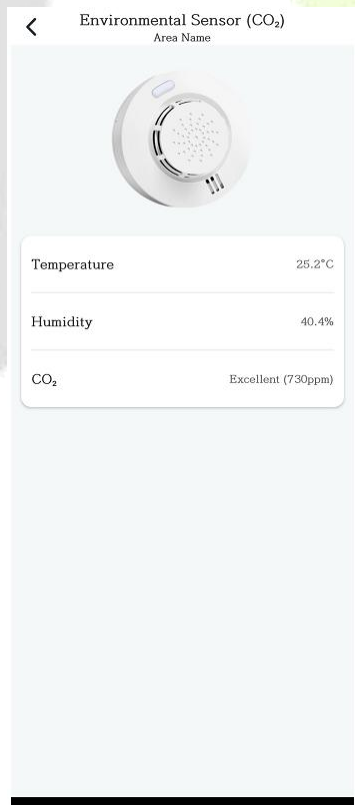 Environmental Sensor (CO₂)
Area Name
Temperature 25.2°C
Humidity 40.4%
CO₂ Excellent (730ppm)